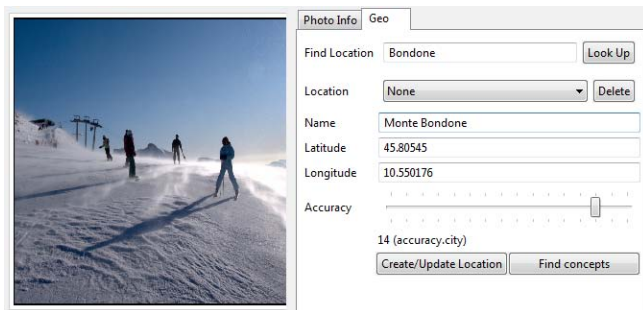 Photo Info Geo
Find Location Bondone Look Up
Location None Delete
Name Monte Bondone
Latitude 45.80545
Longitude 10.550176
Accuracy
14 (accuracy.city)
Create/Update Location Find concepts